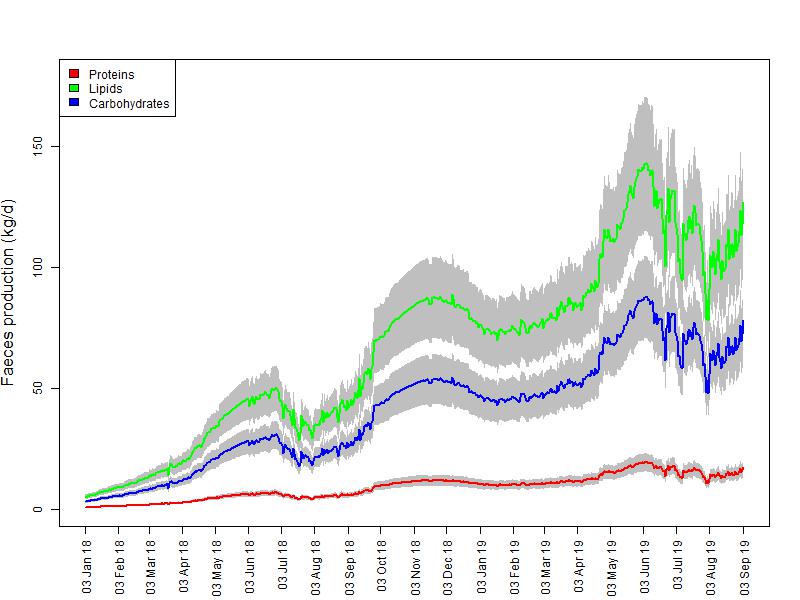 Proteins
Lipids
Carbohydrates
Faeces production (kg/d)
150
100
50
0
03 Jan 18
03 Feb 18
03 Mar 18
03 Apr 18
03 May 18
03 Jun 18
03 Jul 18
03 Aug 18
03 Sep 18
03 Oct 18
03 Nov 18
03 Dec 18
03 Jan 19
03 Feb 19
03 Mar 19
03 Apr 19
03 May 19
03 Jun 19
03 Jul 19
03 Aug 19
03 Sep 19